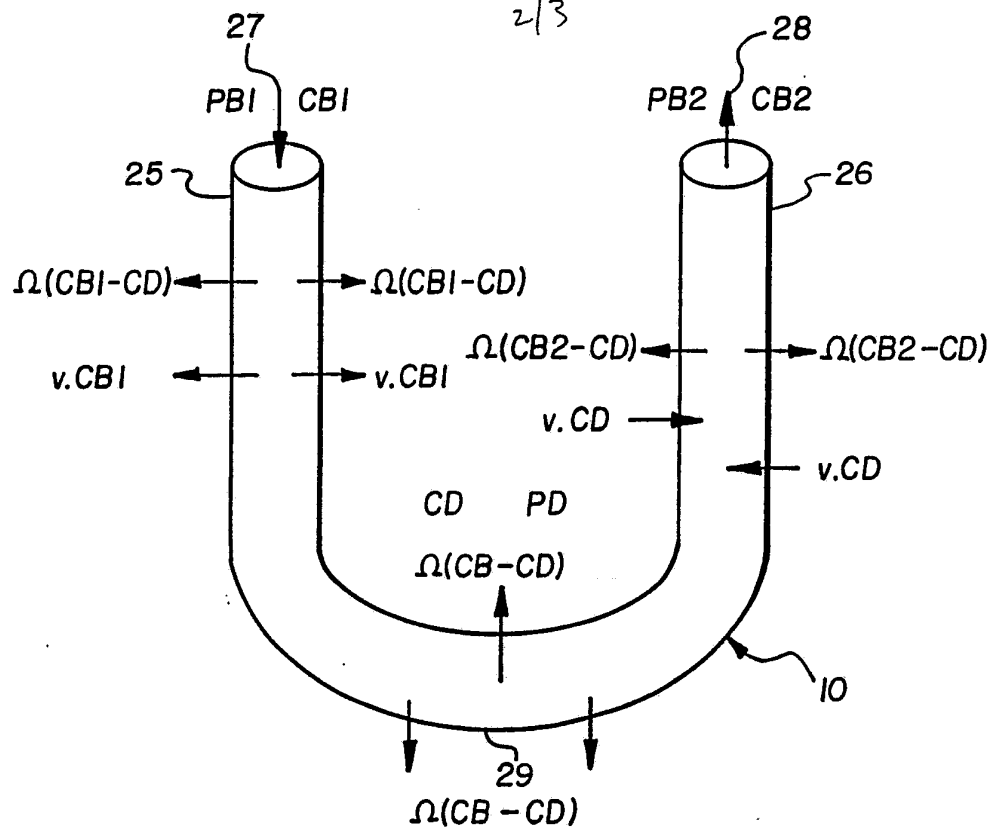 2/3
27
28
PB1 CB1
PB2 CB2
25
26
Ω(CB1-CD)
Ω(CB1-CD)
Ω(CB2-CD)
Ω(CB2-CD)
v.CB1
v.CB1
v.CD
v.CD
CD PD
Ω(CB-CD)
10
29
Ω(CB-CD)